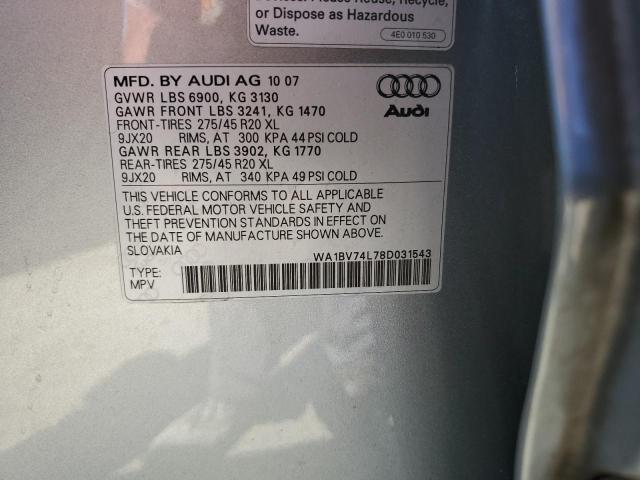 or Dispose as Hazardous
Waste.
4E0 010 530
MFD. BY AUDI AG 10 07
GVWR LBS 6900, KG 3130
GAWR FRONT LBS 3241, KG 1470
FRONT-TIRES 275/45 R20 XL
9JX20 RIMS, AT 300 KPA 44 PSI COLD
GAWR REAR LBS 3902, KG 1770
REAR-TIRES 275/45 R20 XL
9JX20 RIMS, AT 340 KPA 49 PSI COLD
Audi
THIS VEHICLE CONFORMS TO ALL APPLICABLE
U.S. FEDERAL MOTOR VEHICLE SAFETY AND
THEFT PREVENTION STANDARDS IN EFFECT ON
THE DATE OF MANUFACTURE SHOWN ABOVE.
SLOVAKIA
WA1BV74L78D031543
TYPE:
MPV